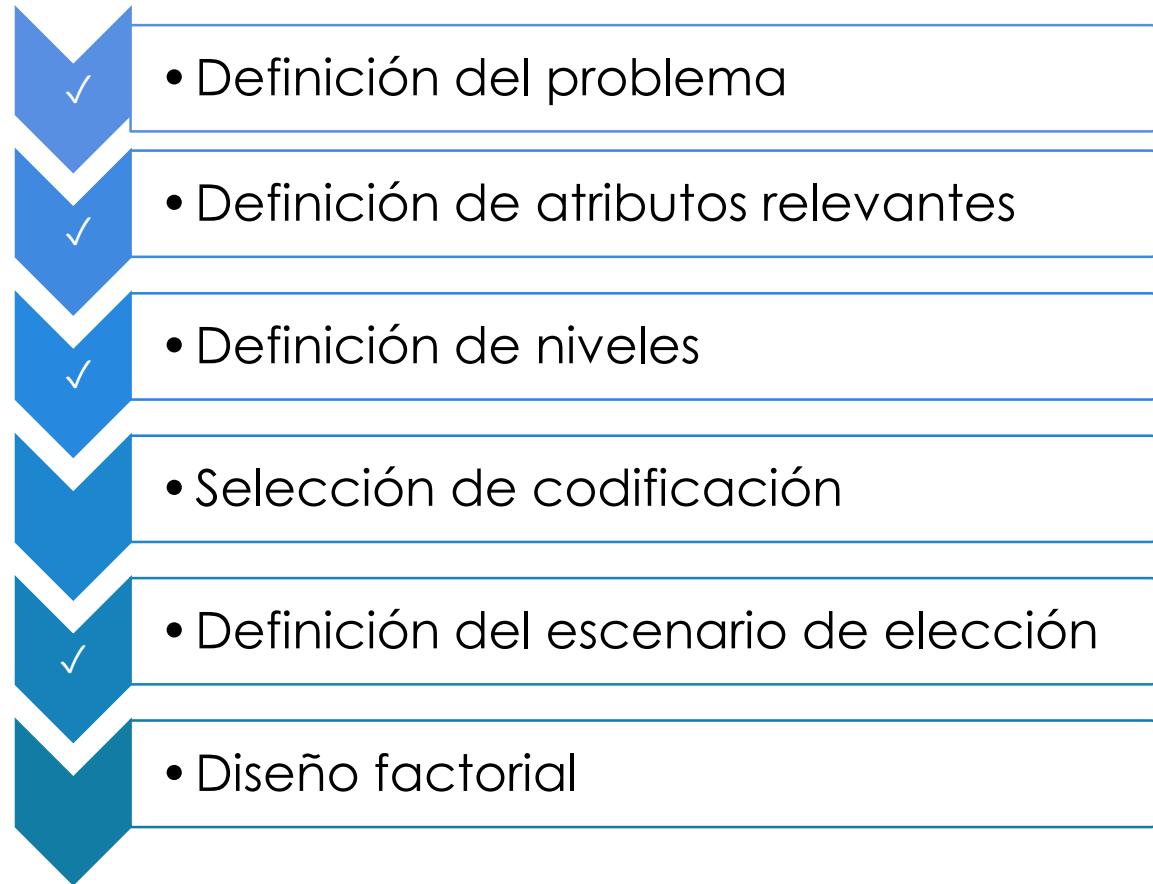 ✓ • Definición del problema
✓ • Definición de atributos relevantes
✓ • Definición de niveles
• Selección de codificación
✓ • Definición del escenario de elección
• Diseño factorial